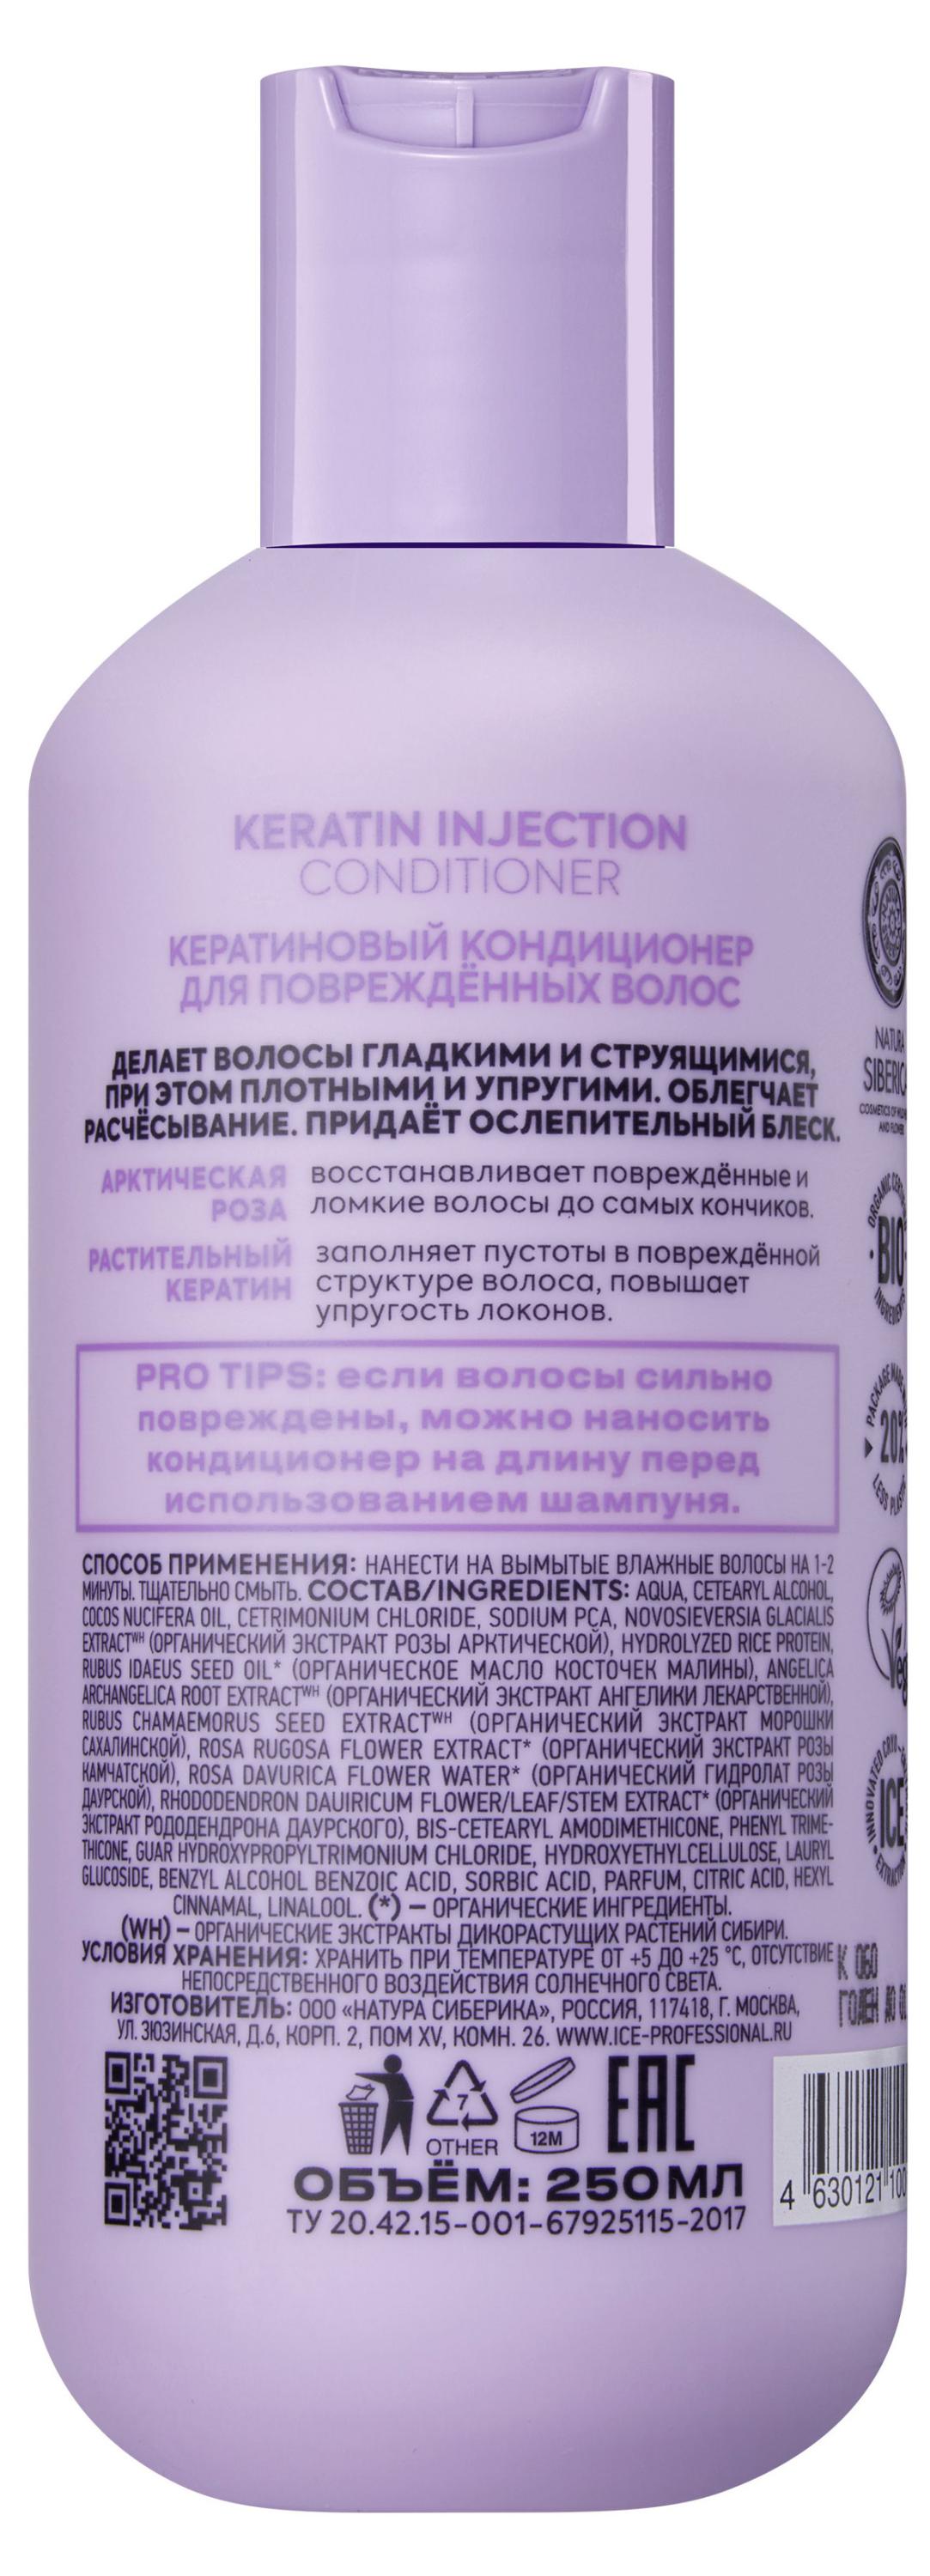 KERATIN INJECTION
CONDITIONER
КЕРАТИНОВЫЙ КОНДИЦИОНЕР
ДЛЯ ПОВРЕЖДЁННЫХ ВОЛОС
ДЕЛАЕТ ВОЛОСЫ ГЛАДКИМИ И СТРУЯЩИМИСЯ,
ПРИ ЭТОМ ПЛОТНЫМИ И УПРУГИМИ. ОБЛЕГЧАЕТ
РАСЧЁСЫВАНИЕ. ПРИДАЁТ ОСЛЕПИТЕЛЬНЫЙ БЛЕСК.
АРКТИЧЕСКАЯ
РОЗА
восстанавливает повреждённые и
ломкие волосы до самых кончиков.
РАСТИТЕЛЬНЫЙ
КЕРАТИН
заполняет пустоты в повреждённой
структуре волоса, повышает
упругость локонов.
PRO TIPS: если волосы сильно
повреждены, можно наносить
кондиционер на длину перед
использованием шампуня.
СПОСОБ ПРИМЕНЕНИЯ: НАНЕСТИ НА ВЫМЫТЫЕ ВЛАЖНЫЕ ВОЛОСЫ НА 1-2
МИНУТЫ. ТЩАТЕЛЬНО СМЫТЬ. СОСТАВ/INGREDIENTS: AQUA, CETEARYL ALCOHOL,
COCOS NUCIFERA OIL, CETRIMONIUM CHLORIDE, SODIUM PCA, NOVOSIEVERSIA GLACIALIS
EXTRACTᵂᴴ (ОРГАНИЧЕСКИЙ ЭКСТРАКТ РОЗЫ АРКТИЧЕСКОЙ), HYDROLYZED RICE PROTEIN,
RUBUS IDAEUS SEED OIL* (ОРГАНИЧЕСКОЕ МАСЛО КОСТОЧЕК МАЛИНЫ), ANGELICA
ARCHANGELICA ROOT EXTRACTᵂᴴ (ОРГАНИЧЕСКИЙ ЭКСТРАКТ АНГЕЛИКИ ЛЕКАРСТВЕННОЙ),
RUBUS CHAMAEMORUS SEED EXTRACTᵂᴴ (ОРГАНИЧЕСКИЙ ЭКСТРАКТ МОРОШКИ
САХАЛИНСКОЙ), ROSA RUGOSA FLOWER EXTRACT* (ОРГАНИЧЕСКИЙ ЭКСТРАКТ РОЗЫ
КАМЧАТСКОЙ), ROSA DAVURICA FLOWER WATER* (ОРГАНИЧЕСКИЙ ГИДРОЛАТ РОЗЫ
ДАУРСКОЙ), RHODODENDRON DAUIRICUM FLOWER/LEAF/STEM EXTRACT* (ОРГАНИЧЕСКИЙ
ЭКСТРАКТ РОДОДЕНДРОНА ДАУРСКОГО), BIS-CETEARYL AMODIMETHICONE, PHENYL TRIME-
THICONE, GUAR HYDROXYPROPYLTRIMONIUM CHLORIDE, HYDROXYETHYLCELLULOSE, LAURYL
GLUCOSIDE, BENZYL ALCOHOL BENZOIC ACID, SORBIC ACID, PARFUM, CITRIC ACID, HEXYL
CINNAMAL, LINALOOL. (*) – ОРГАНИЧЕСКИЕ ИНГРЕДИЕНТЫ.
(WH) – ОРГАНИЧЕСКИЕ ЭКСТРАКТЫ ДИКОРАСТУЩИХ РАСТЕНИЙ СИБИРИ.
УСЛОВИЯ ХРАНЕНИЯ: ХРАНИТЬ ПРИ ТЕМПЕРАТУРЕ ОТ +5 ДО +25 °С, ОТСУТСТВИЕ
НЕПОСРЕДСТВЕННОГО ВОЗДЕЙСТВИЯ СОЛНЕЧНОГО СВЕТА.
ИЗГОТОВИТЕЛЬ: ООО «НАТУРА СИБЕРИКА», РОССИЯ, 117418, Г. МОСКВА,
УЛ. ЗЮЗИНСКАЯ, Д.6, КОРП. 2, ПОМ XV, КОМН. 26. WWW.ICE-PROFESSIONAL.RU
7
OTHER
12M
EAC
ОБЪЁМ: 250МЛ
ТУ 20.42.15-001-67925115-2017
NATURA
SIBERICA
BIO
20%
ICE
4 630121 100